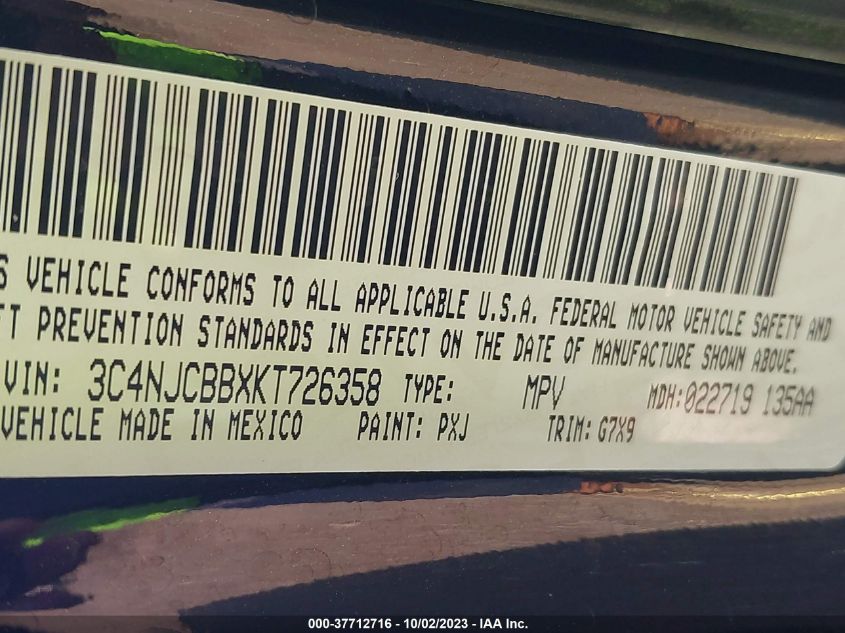 S VEHICLE CONFORMS TO ALL APPLICABLE U.S.A. FEDERAL MOTOR VEHICLE SAFETY AND
FT PREVENTION STANDARDS IN EFFECT ON THE DATE OF MANUFACTURE SHOWN ABOVE.
VIN: 3C4NJCBBXKT726358 TYPE: MPV MDH:022719 135AA
VEHICLE MADE IN MEXICO PAINT: PXJ TRIM: G7X9
000-37712716 - 10/02/2023 - IAA Inc.